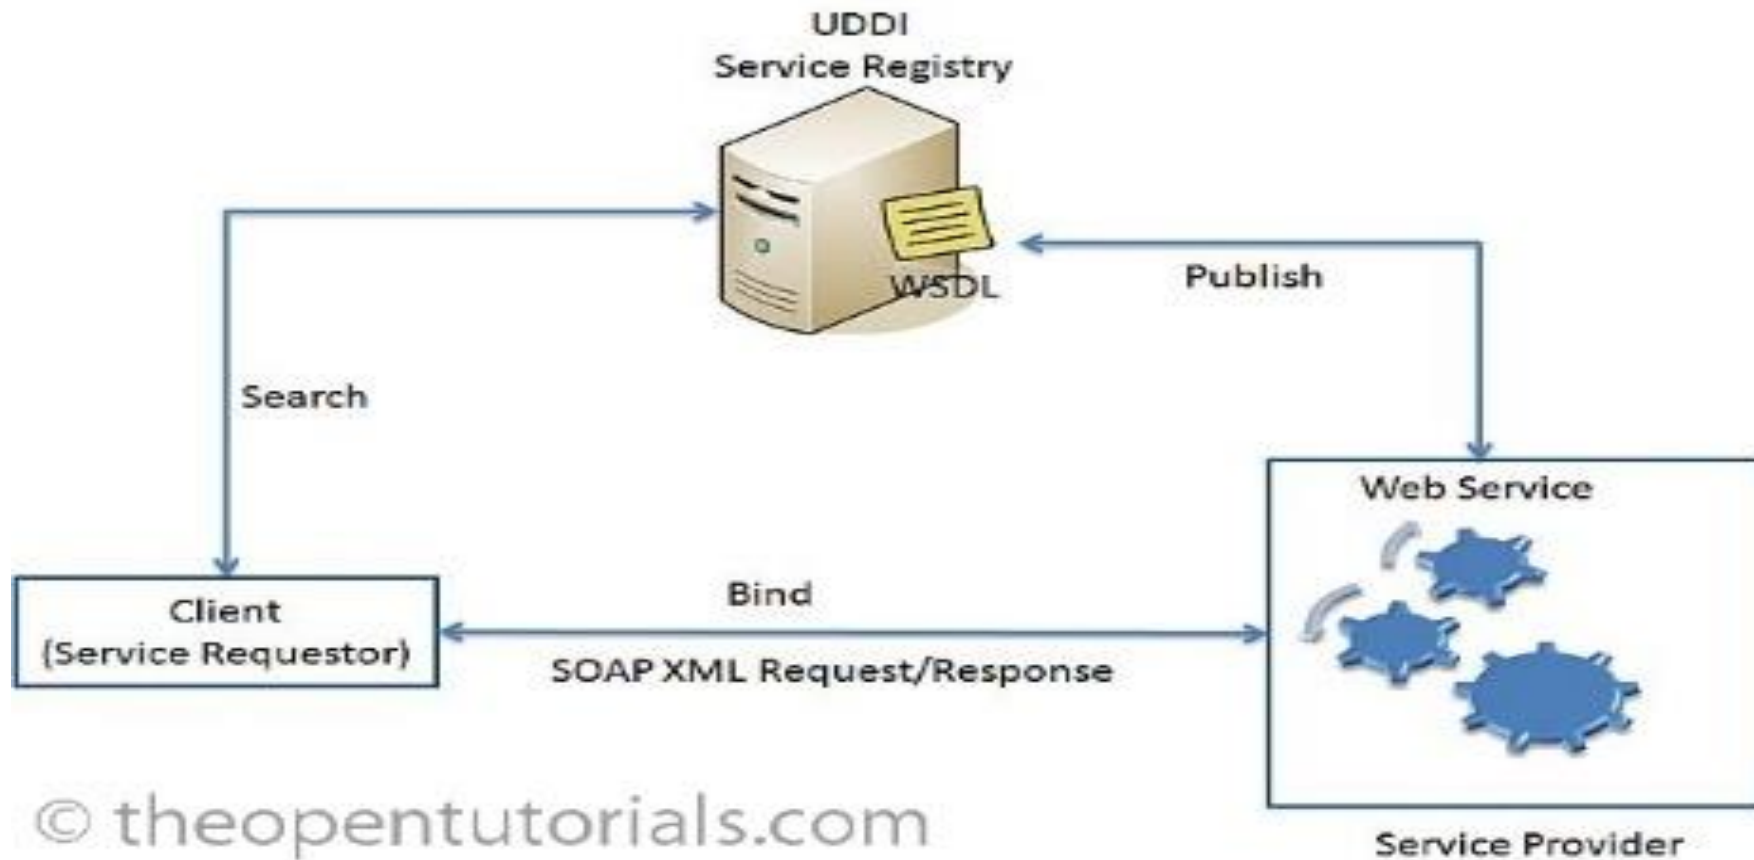 UDDI
Service Registry
WSDL
Publish
Search
Web Service
Client
(Service Requestor)
Bind
SOAP XML Request/Response
© theopentutorials.com
Service Provider